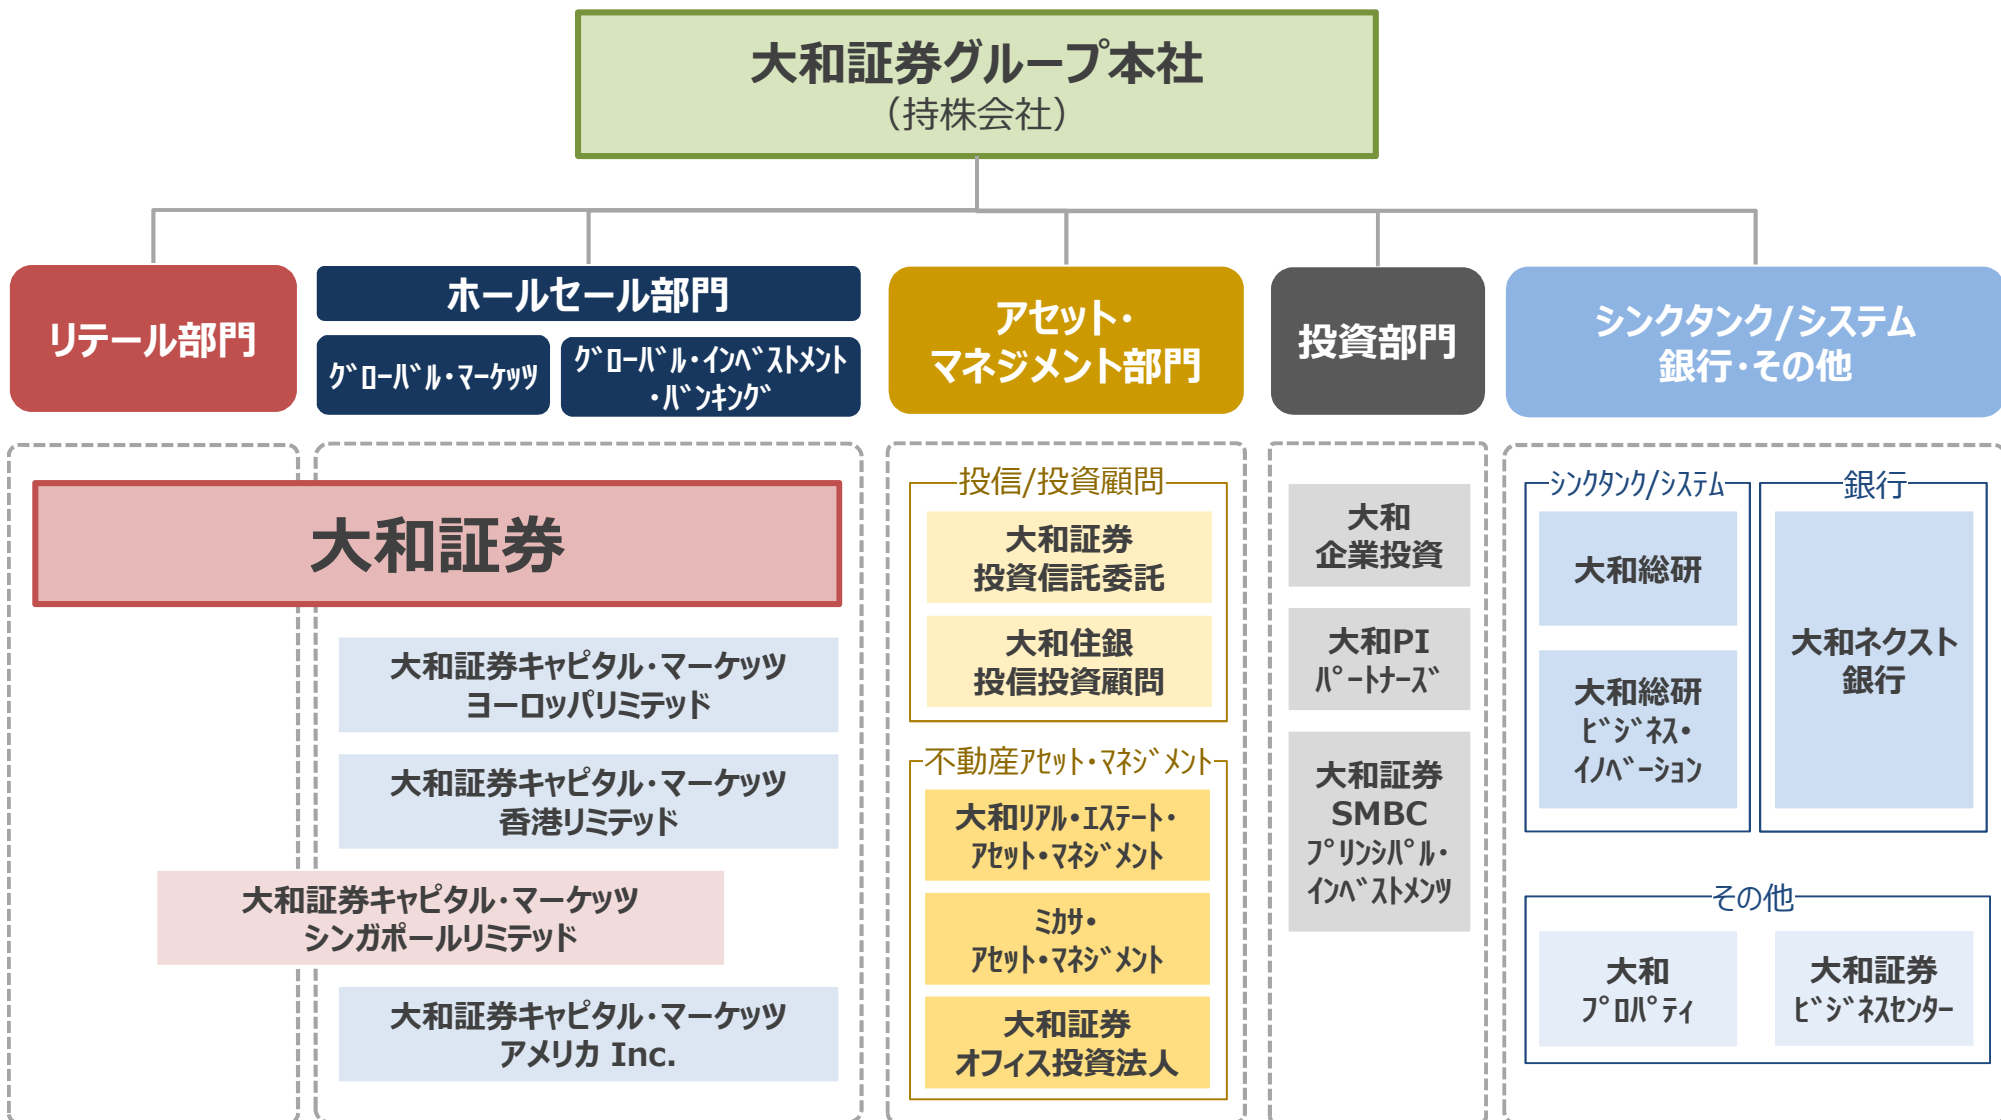 大和証券グループ本社
（持株会社）
リテール部門
ホールセール部門
ｸﾞﾛｰﾊﾞﾙ・ﾏｰｹｯﾂ
ｸﾞﾛｰﾊﾞﾙ・ｲﾝﾍﾞｽﾄﾒﾝﾄ
・ﾊﾞﾝｷﾝｸﾞ
アセット・
マネジメント部門
投資部門
シンクタンク/システム
銀行・その他
大和証券
大和証券キャピタル・マーケッツ
ヨーロッパリミテッド
大和証券キャピタル・マーケッツ
香港リミテッド
大和証券キャピタル・マーケッツ
シンガポールリミテッド
大和証券キャピタル・マーケッツ
アメリカ Inc.
投信/投資顧問
大和証券
投資信託委託
大和住銀
投信投資顧問
不動産ｱｾｯﾄ・ﾏﾈｼﾞﾒﾝﾄ
大和ﾘｱﾙ・ｴｽﾃｰﾄ・
ｱｾｯﾄ・ﾏﾈｼﾞﾒﾝﾄ
ﾐｶｻ・
ｱｾｯﾄ・ﾏﾈｼﾞﾒﾝﾄ
大和証券
オフィス投資法人
大和
企業投資
大和PI
ﾊﾟｰﾄﾅｰｽﾞ
大和証券
SMBC
ﾌﾟﾘﾝｼﾊﾟﾙ・
ｲﾝﾍﾞｽﾄﾒﾝﾂ
ｼﾝｸﾀﾝｸ/ｼｽﾃﾑ
大和総研
大和総研
ﾋﾞｼﾞﾈｽ・
ｲﾉﾍﾞｰｼｮﾝ
銀行
大和ネクスト
銀行
その他
大和
ﾌﾟﾛﾊﾟﾃｨ
大和証券
ﾋﾞｼﾞﾈｽｾﾝﾀｰ